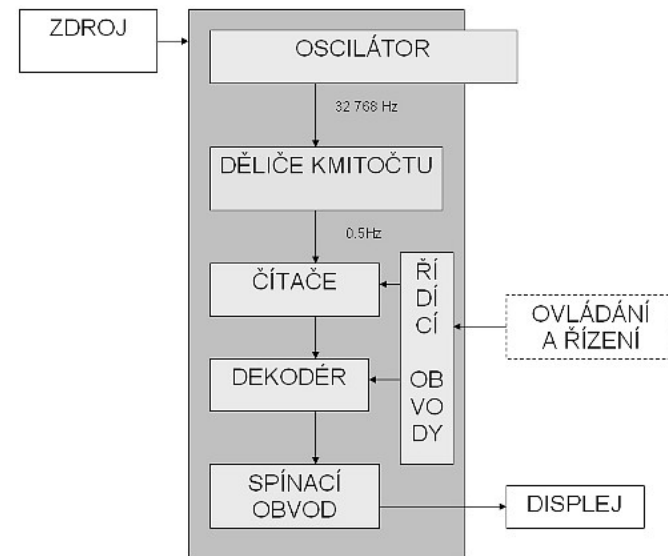 ZDROJ
OSCILÁTOR
32 768 Hz
DĚLIČE KMITOČTU
0.5Hz
ČÍTAČE
ŘÍ
DÍ
CÍ
OB
VO
DY
OVLÁDÁNÍ
A ŘÍZENÍ
DEKODÉR
SPÍNACÍ
OBVOD
DISPLEJ